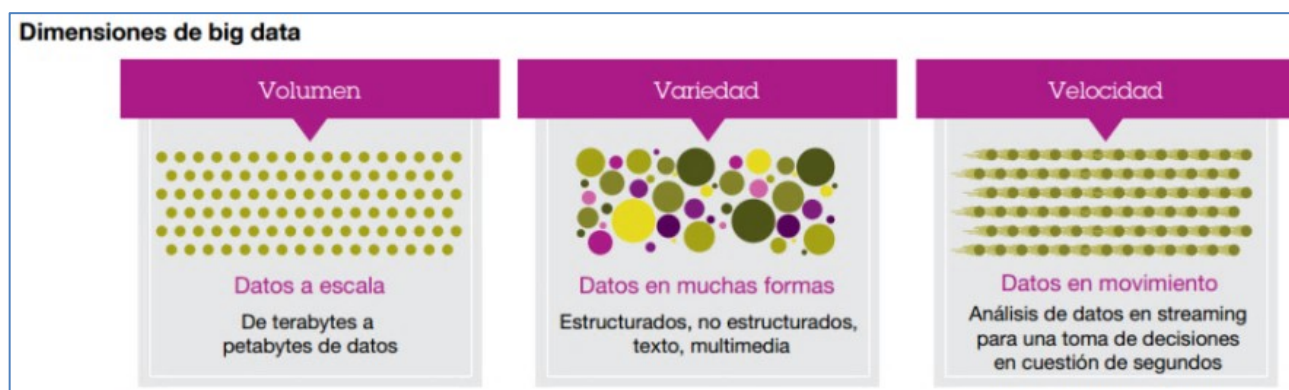 Dimensiones de big data
Volumen
Datos a escala
De terabytes a
petabytes de datos
Variedad
Datos en muchas formas
Estructurados, no estructurados,
texto, multimedia
Velocidad
Datos en movimiento
Análisis de datos en streaming
para una toma de decisiones
en cuestión de segundos